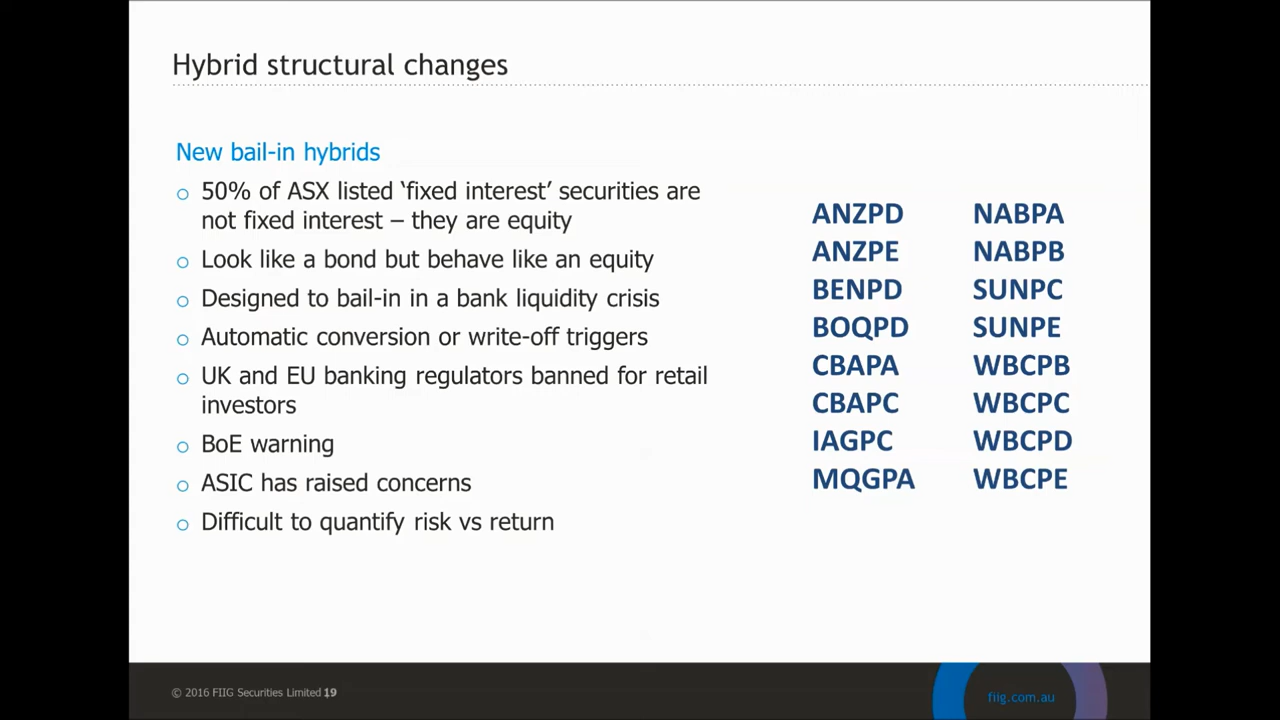 Hybrid structural changes
New bail-in hybrids
50% of ASX listed ‘fixed interest’ securities are
not fixed interest – they are equity
Look like a bond but behave like an equity
Designed to bail-in in a bank liquidity crisis
Automatic conversion or write-off triggers
UK and EU banking regulators banned for retail
investors
BoE warning
ASIC has raised concerns
Difficult to quantify risk vs return
ANZPD NABPA
ANZPE NABPB
BENPD SUNPC
BOQPD SUNPE
CBAPA WBCPB
CBAPC WBCPC
IAGPC WBCPD
MQGPA WBCPE
© 2016 FIIG Securities Limited 19
fiig.com.au